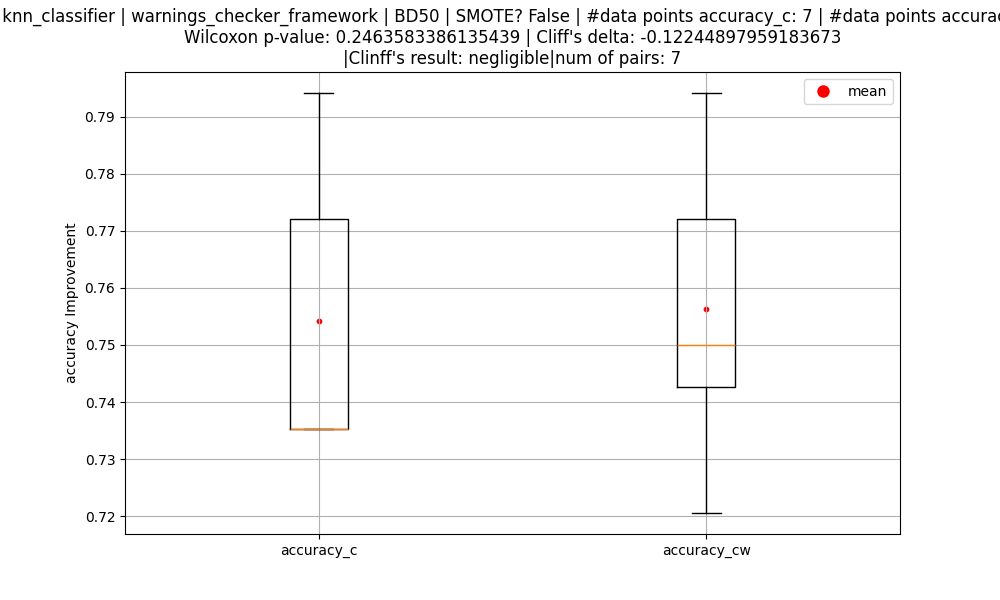 knn_classifier | warnings_checker_framework | BD50 | SMOTE? False | #data points accuracy_c: 7 | #data points
Wilcoxon p-value: 0.2463583386135439 | Cliff's delta: -0.12244897959183673
|Clinff's result: negligible|num of pairs: 7
mean
0.79
0.78
0.77
0.76
0.75
0.74
0.73
0.72
accuracy Improvement
accuracy_c
accuracy_cw